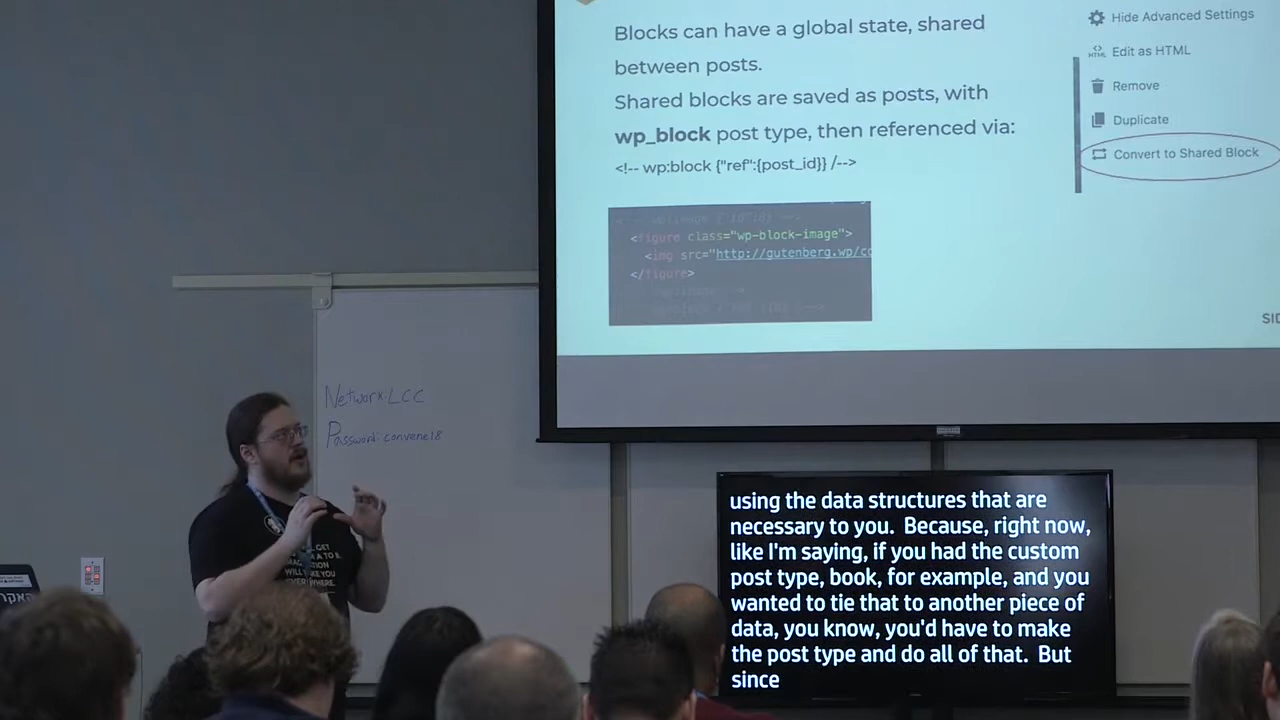 Blocks can have a global state, shared
between posts.
Shared blocks are saved as posts, with
wp_block post type, then referenced via:
<!-- wp:block {"ref":{post_id}} /-->
Hide Advanced Settings
HTML Edit as HTML
Remove
Duplicate
Convert to Shared Block
<figure class="wp-block-image">
<img src="http://gutenberg.wp/co
</figure>
SID
Network: LCC
Password: convene18
using the data structures that are
necessary to you. Because, right now,
like I'm saying, if you had the custom
post type, book, for example, and you
wanted to tie that to another piece of
data, you know, you'd have to make
the post type and do all of that. But
since